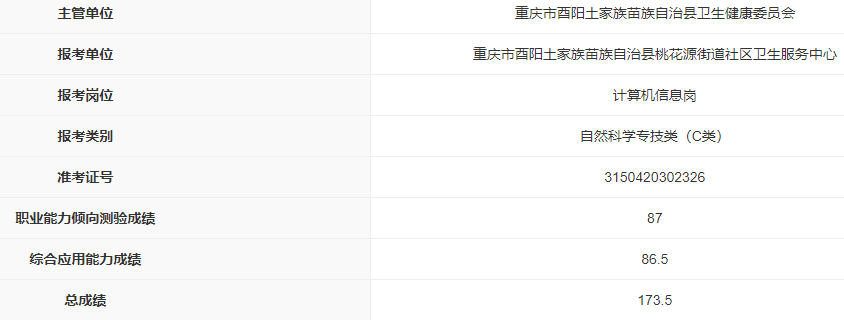 主管单位 重庆市酉阳土家族苗族自治县卫生健康委员会
报考单位 重庆市酉阳土家族苗族自治县桃花源街道社区卫生服务中心
报考岗位 计算机信息岗
报考类别 自然科学专技类（C类）
准考证号 3150420302326
职业能力倾向测验成绩 87
综合应用能力成绩 86.5
总成绩 173.5